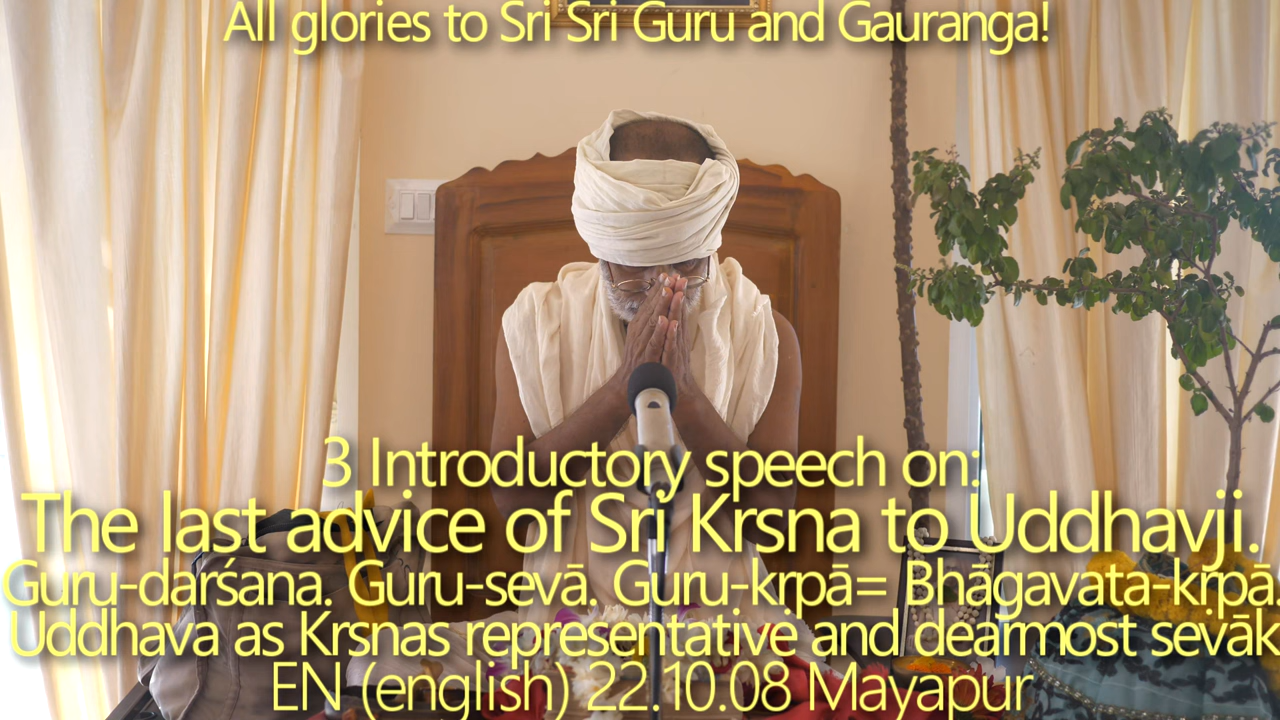 All glories to Sri Sri Guru and Gauranga!
3 Introductory speech on:
The last advice of Sri Krsna to Uddhavji.
Guru-darśana. Guru-sevā. Guru-krpā= Bhāgavata-krpā.
Uddhava as Krsnas representative and dearmost sevāk
EN (english) 22.10.08 Mayapur